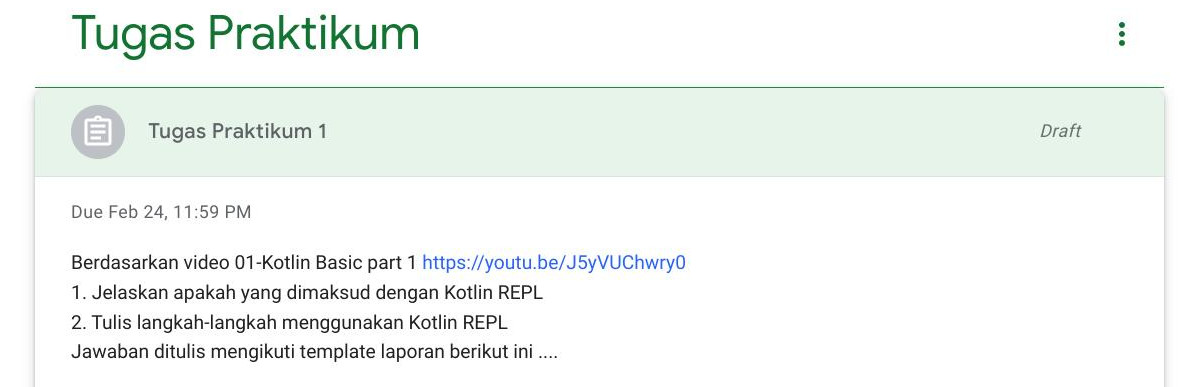 Tugas Praktikum
Tugas Praktikum 1
Draft
Due Feb 24, 11:59 PM
Berdasarkan video 01-Kotlin Basic part 1 https://youtu.be/J5yVUChwry0
1. Jelaskan apakah yang dimaksud dengan Kotlin REPL
2. Tulis langkah-langkah menggunakan Kotlin REPL
Jawaban ditulis mengikuti template laporan berikut ini ....